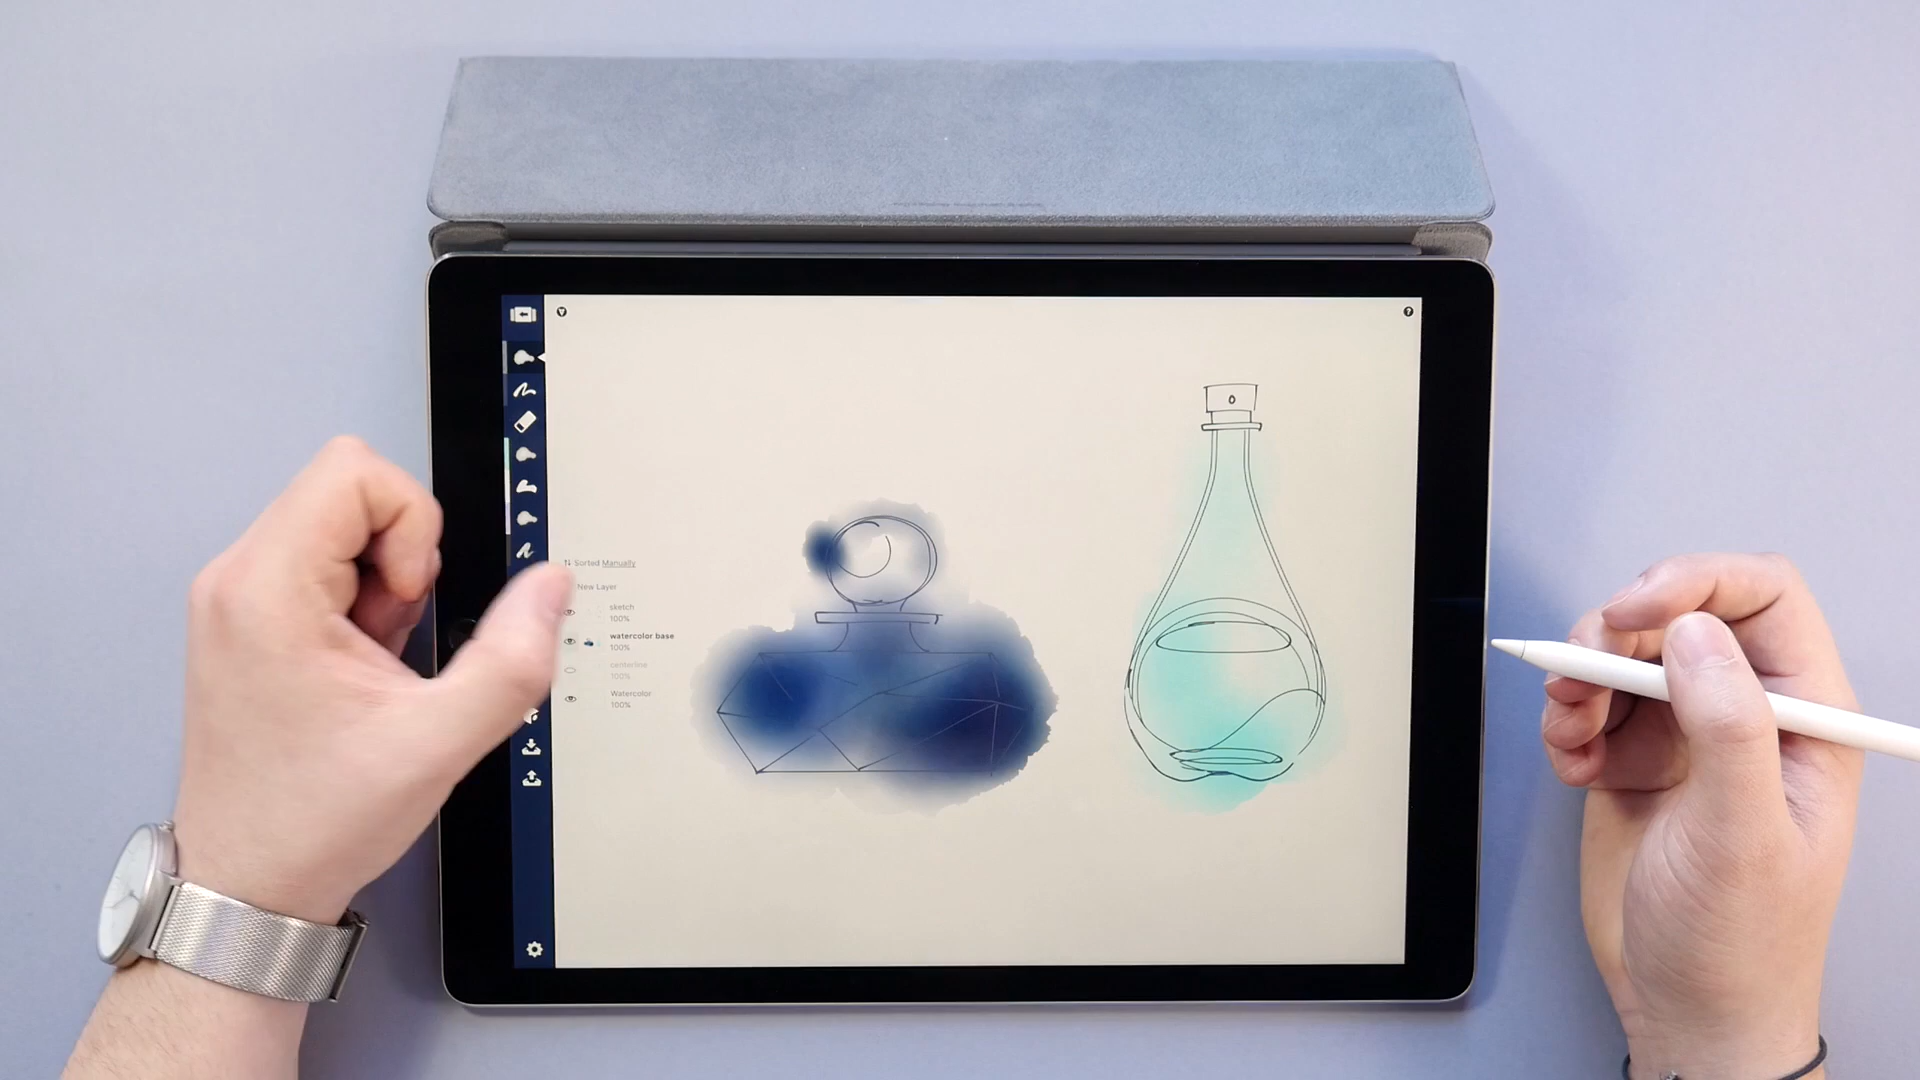 Sorted Manually
New Layer
sketch
100%
watercolor base
100%
centerline
100%
Watercolor
100%